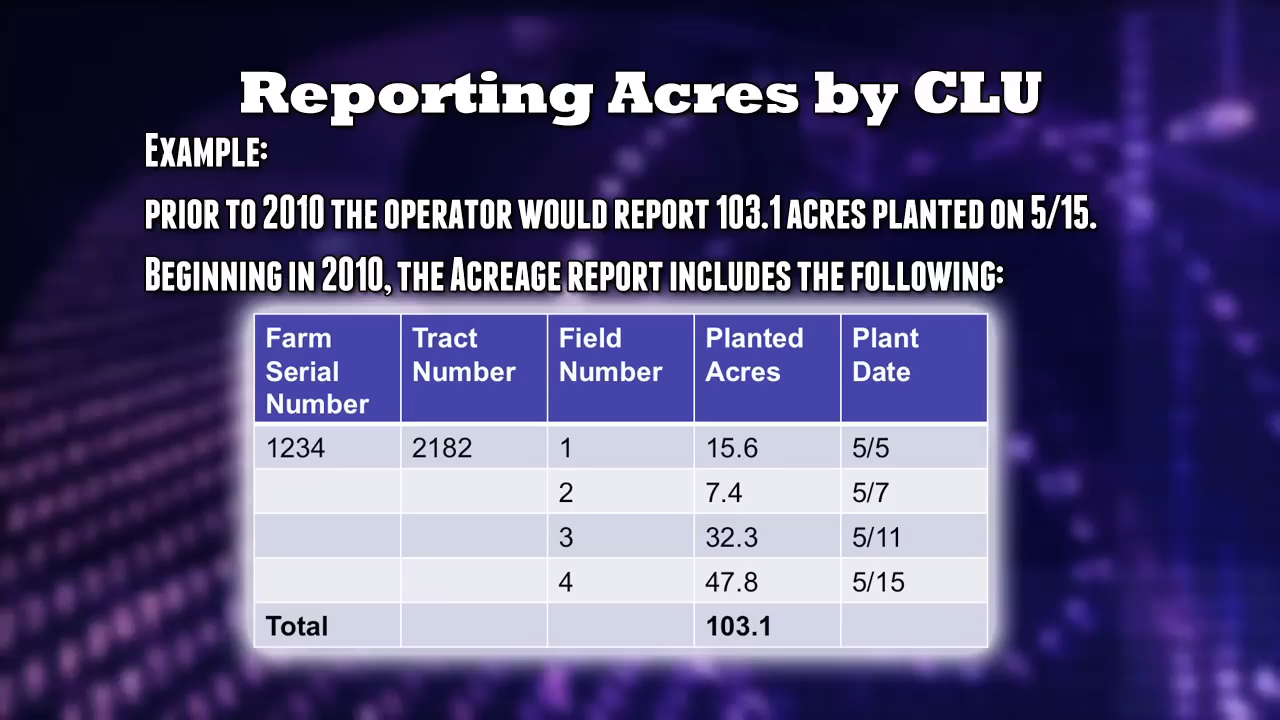 Reporting Acres by CLU
Example:
prior to 2010 the operator would report 103.1 acres planted on 5/15.
Beginning in 2010, the Acreage report includes the following:
Farm Serial Number Tract Number Field Number Planted Acres Plant Date
1234 2182 1 15.6 5/5
2 7.4 5/7
3 32.3 5/11
4 47.8 5/15
Total 103.1